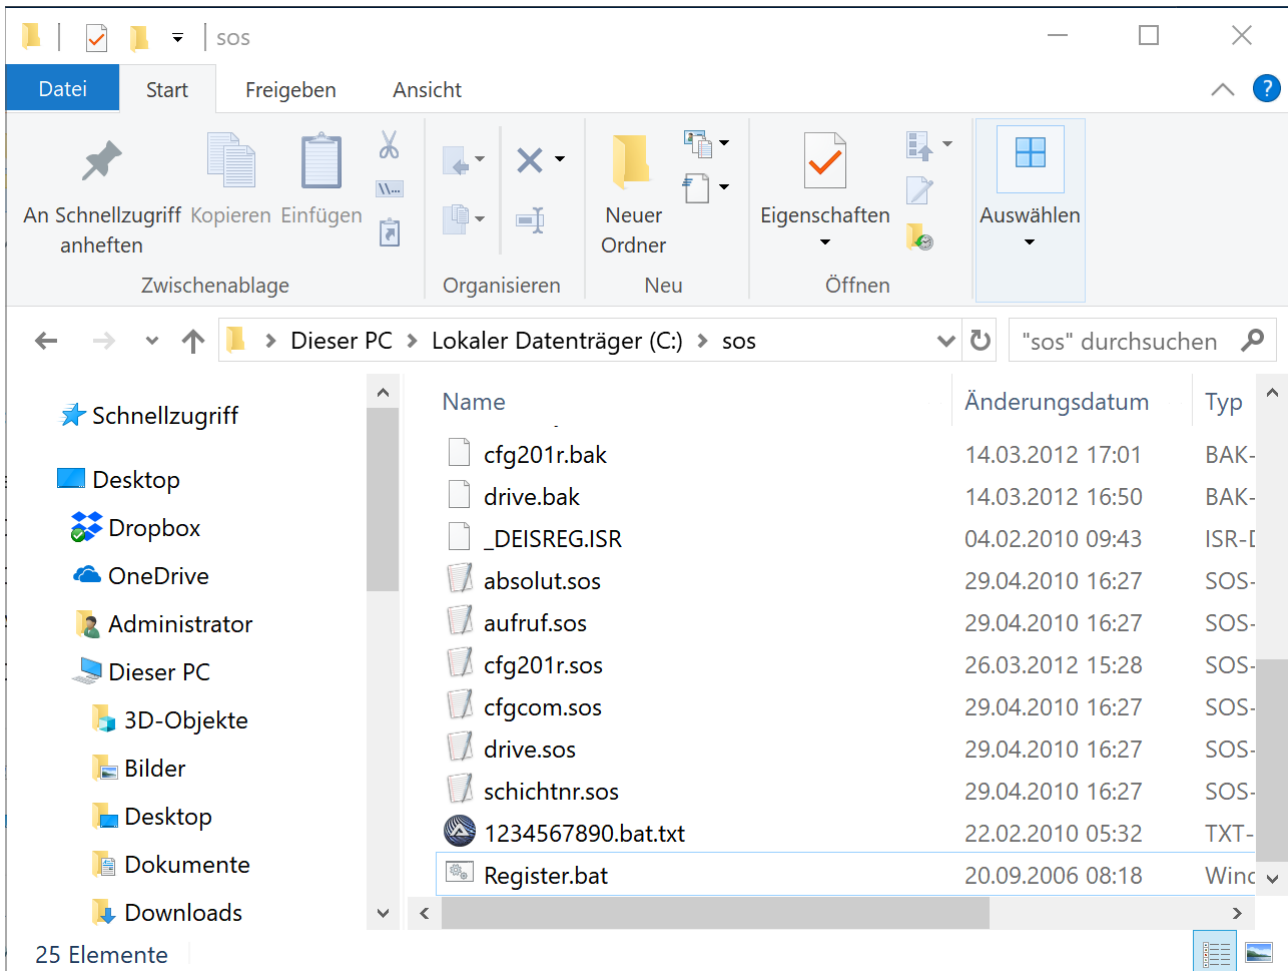 sos
Datei Start Freigeben Ansicht
An Schnellzugriff anheften
Kopieren
Einfügen
Neuer Ordner
Eigenschaften
Auswählen
Zwischenablage Organisieren Neu Öffnen
Dieser PC > Lokaler Datenträger (C:) > sos
"sos" durchsuchen
Schnellzugriff
Desktop
Dropbox
OneDrive
Administrator
Dieser PC
3D-Objekte
Bilder
Desktop
Dokumente
Downloads
Name Änderungsdatum Typ
cfg201r.bak 14.03.2012 17:01 BAK-
drive.bak 14.03.2012 16:50 BAK-
_DEISREG.ISR 04.02.2010 09:43 ISR-D
absolut.sos 29.04.2010 16:27 SOS-
aufruf.sos 29.04.2010 16:27 SOS-
cfg201r.sos 26.03.2012 15:28 SOS-
cfgcom.sos 29.04.2010 16:27 SOS-
drive.sos 29.04.2010 16:27 SOS-
schichtnr.sos 29.04.2010 16:27 SOS-
1234567890.bat.txt 22.02.2010 05:32 TXT-
Register.bat 20.09.2006 08:18 Wind
25 Elemente